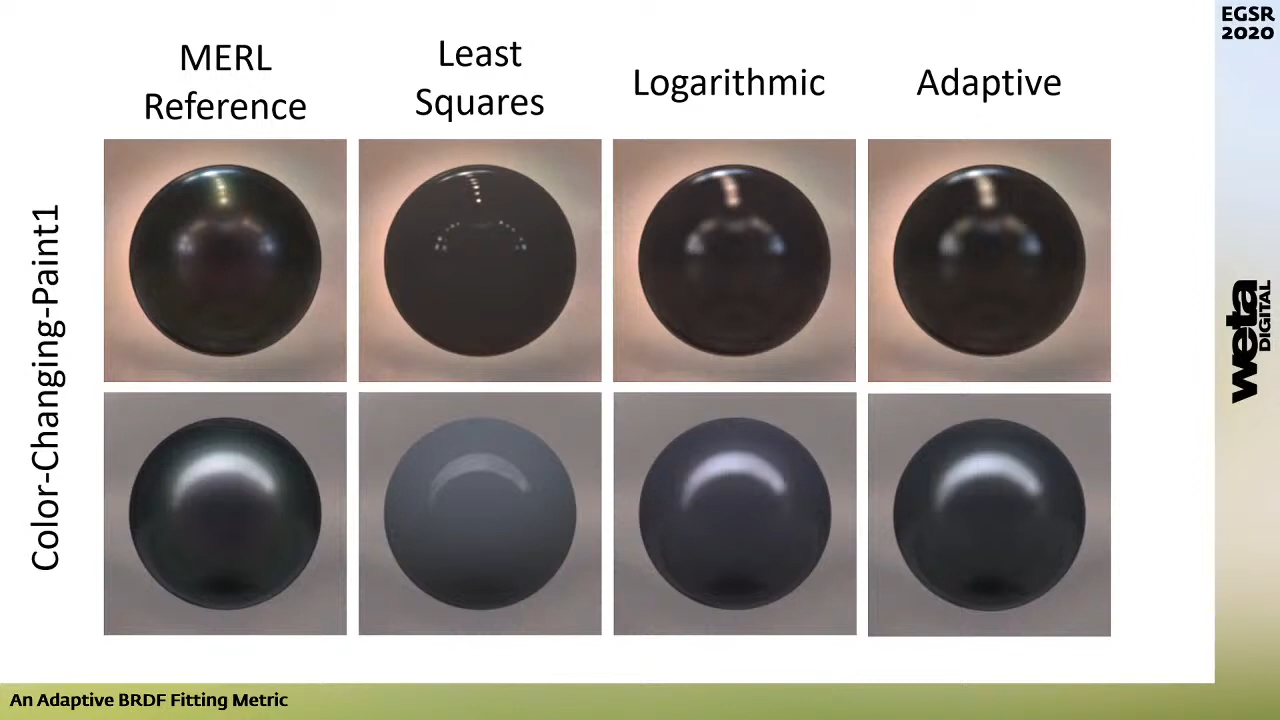 EGSR
2020
MERL
Reference
Least
Squares
Logarithmic
Adaptive
Color-Changing-Paint1
weta
DIGITAL
An Adaptive BRDF Fitting Metric